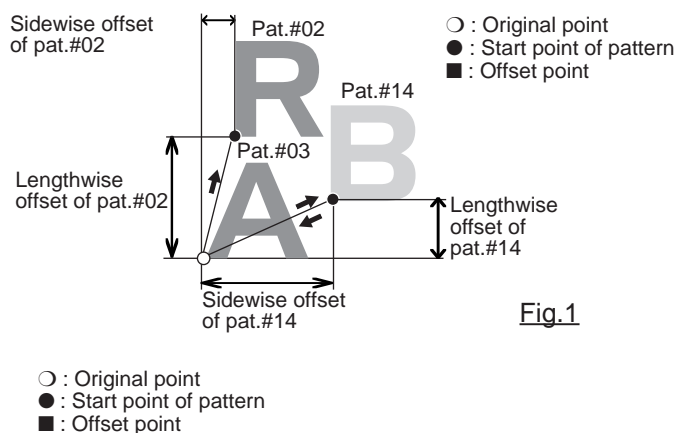 Sidewise offset
of pat.#02
Pat.#02
R
❍ : Original point
● : Start point of pattern
■ : Offset point
Pat.#14
B
Pat.#03
A
Lengthwise
offset of pat.#02
Lengthwise
offset of
pat.#14
Sidewise offset
of pat.#14
Fig.1
❍ : Original point
● : Start point of pattern
■ : Offset point